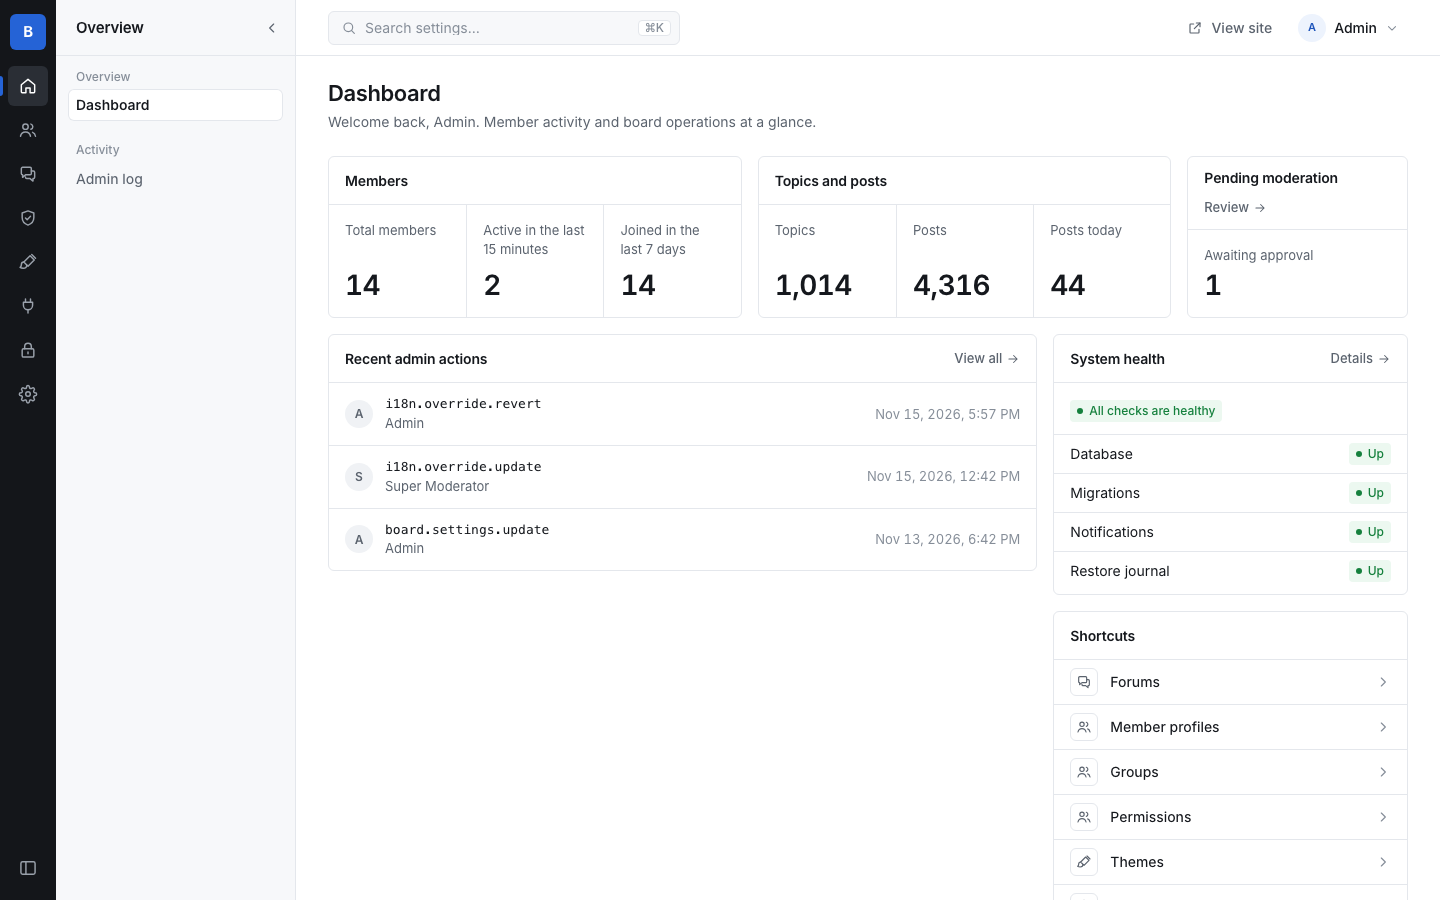 B
Overview
Search settings...
⌘K
View site
A
Admin
Overview
Dashboard
Activity
Admin log
Dashboard
Welcome back, Admin. Member activity and board operations at a glance.
Members
Total members
14
Active in the last
15 minutes
2
Joined in the
last 7 days
14
Topics and posts
Topics
1,014
Posts
4,316
Posts today
44
Pending moderation
Review →
Awaiting approval
1
Recent admin actions
View all →
A
i18n.override.revert
Admin
Nov 15, 2026, 5:57 PM
S
i18n.override.update
Super Moderator
Nov 15, 2026, 12:42 PM
A
board.settings.update
Admin
Nov 13, 2026, 6:42 PM
System health
Details →
All checks are healthy
Database
Up
Migrations
Up
Notifications
Up
Restore journal
Up
Shortcuts
Forums
Member profiles
Groups
Permissions
Themes